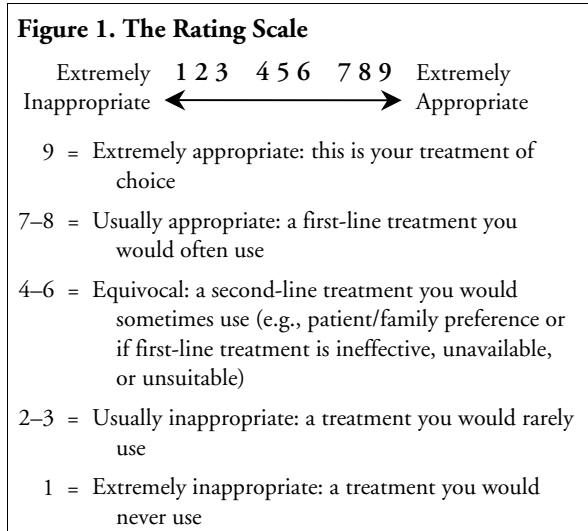 Figure 1. The Rating Scale
Extremely 1 2 3 4 5 6 7 8 9 Extremely
Inappropriate Appropriate
9 = Extremely appropriate: this is your treatment of
choice
7–8 = Usually appropriate: a first-line treatment you
would often use
4–6 = Equivocal: a second-line treatment you would
sometimes use (e.g., patient/family preference or
if first-line treatment is ineffective, unavailable,
or unsuitable)
2–3 = Usually inappropriate: a treatment you would rarely
use
1 = Extremely inappropriate: a treatment you would
never use